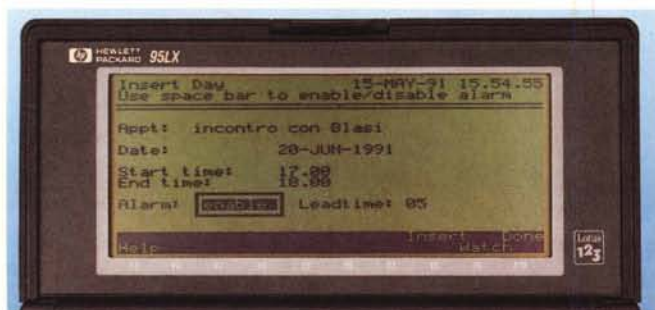 HEWLETT
PACKARD 95LX
Insert Day 15-MAY-91 15.54.55
Use space bar to enable/disable alarm
Appt: incontro con Blasi
Date: 20-JUN-1991
Start time: 17.00
End time: 18.00
Alarm: enable Leadtime: 05
Insert Done
Help Watch
Lotus
123